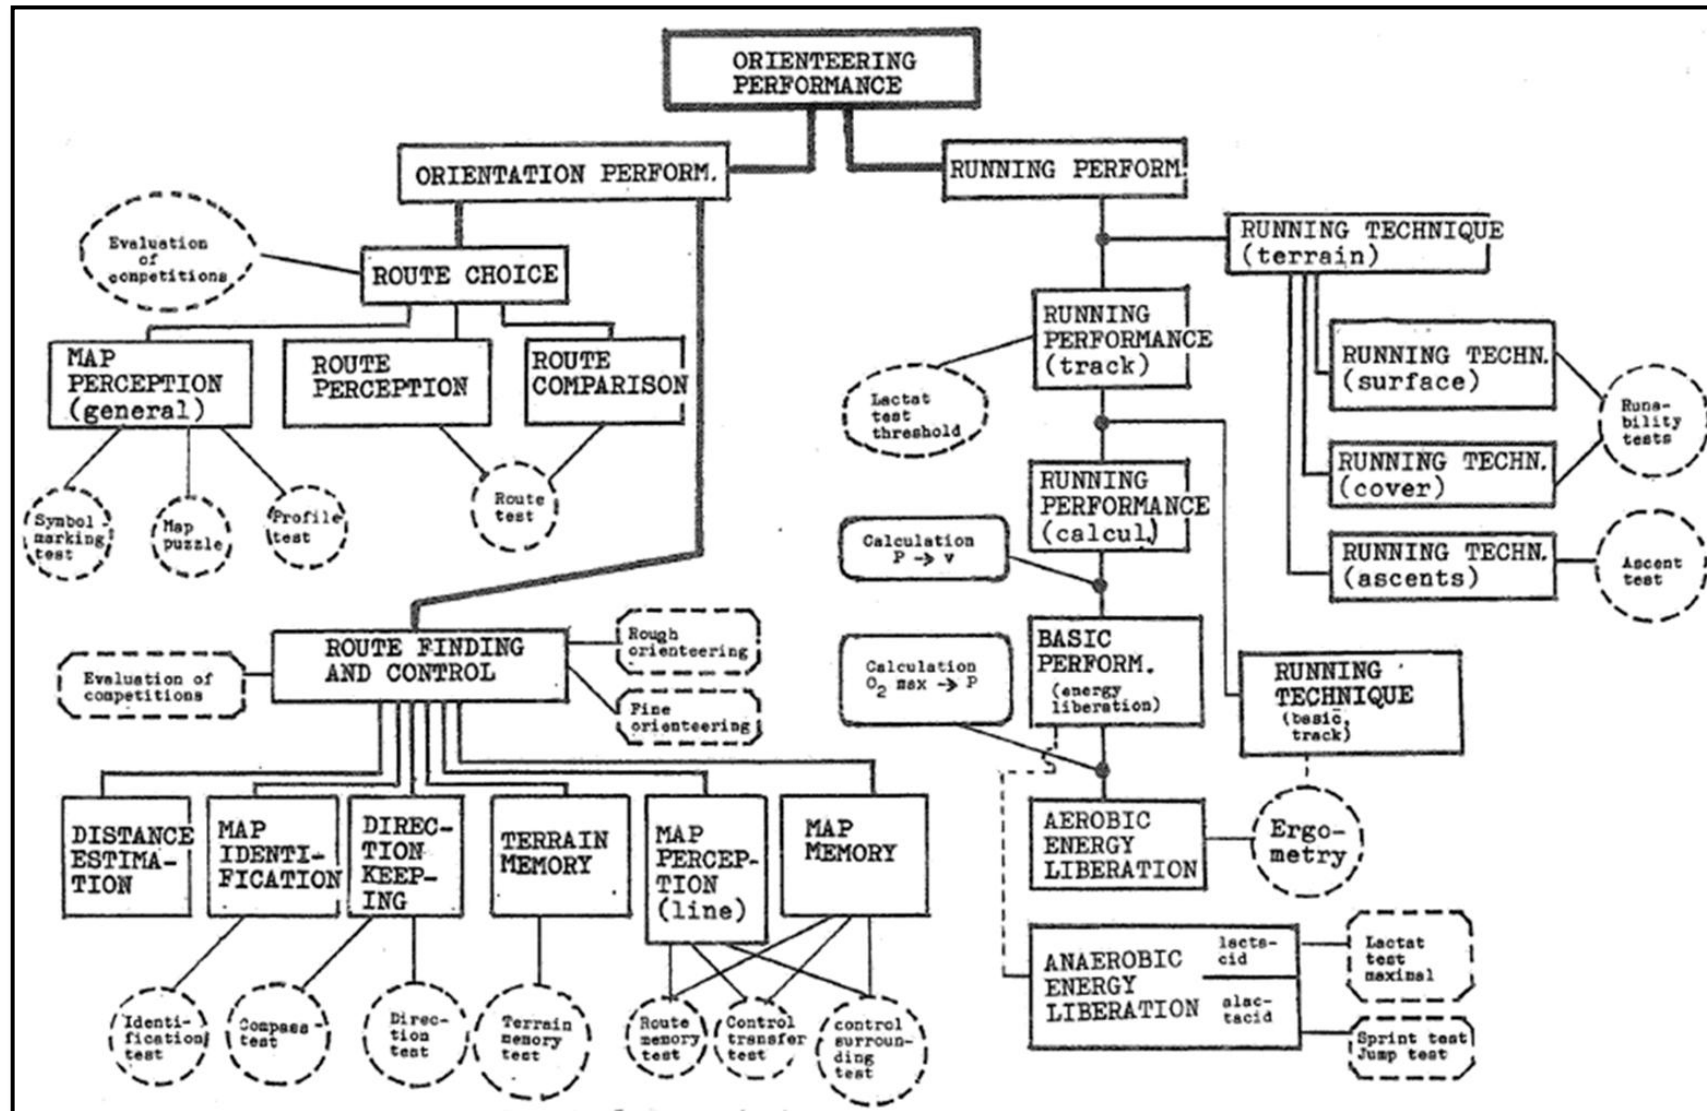 ORIENTEERING
PERFORMANCE
ORIENTATION PERFORM.
RUNNING PERFORM.
Evaluation
of
competitions
ROUTE CHOICE
RUNNING TECHNIQUE
(terrain)
MAP
PERCEPTION
(general)
ROUTE
PERCEPTION
ROUTE
COMPARISON
RUNNING
PERFORMANCE
(track)
RUNNING TECHN.
(surface)
Lactat
test
threshold
Runa-
bility
tests
RUNNING TECHN.
(cover)
Symbol-
marking
test
Map
puzzle
Profile
test
Route
test
RUNNING
PERFORMANCE
(calcul.)
Calculation
P → v
RUNNING TECHN.
(ascents)
Ascent
test
ROUTE FINDING
AND CONTROL
Rough
orienteering
Evaluation of
competitions
Fine
orienteering
BASIC
PERFORM.
(energy
liberation)
Calculation
O2 max → P
RUNNING
TECHNIQUE
(basic,
track)
DISTANCE
ESTIMA-
TION
MAP
IDENTI-
FICATION
DIREC-
TION
KEEP-
ING
TERRAIN
MEMORY
MAP
PERCEP-
TION
(line)
MAP
MEMORY
AEROBIC
ENERGY
LIBERATION
Ergo-
metry
ANAEROBIC
ENERGY
LIBERATION
lacta-
cid
alac-
tacid
Lactat
test
maximal
Sprint test
Jump test
Identi-
fication
test
Compass-
test
Direc-
tion
test
Terrain
memory
test
Route
memory
test
Control
transfer
test
control
surroun-
ding
test